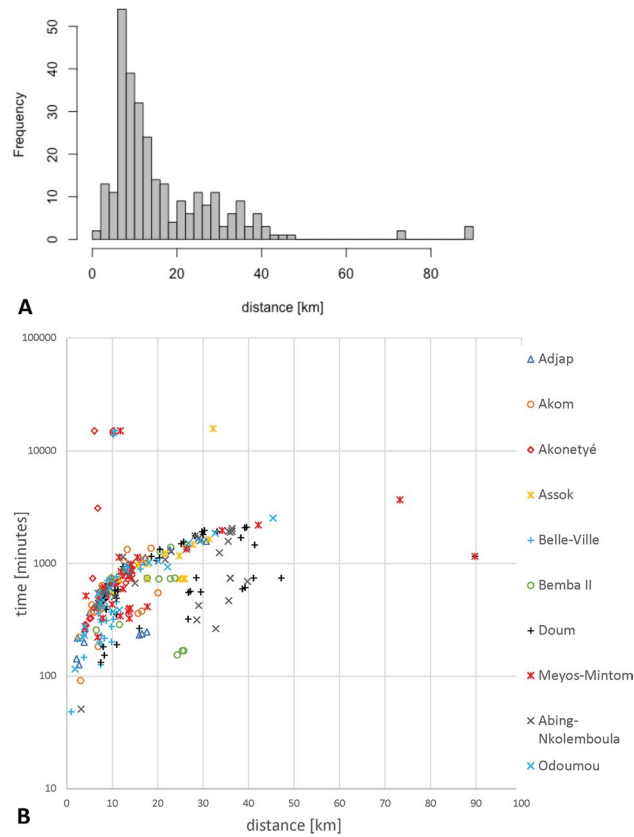 50
40
30
20
10
0
Frequency
0 20 40 60 80
distance [km]
A
100000
10000
1000
100
10
time [minutes]
0 10 20 30 40 50 60 70 80 90 100
distance [km]
B
Adjap
Akom
Akonetyé
Assok
Belle-Ville
Bemba II
Doum
Meyos-Mintom
Abing-
Nkolemboula
Odoumou